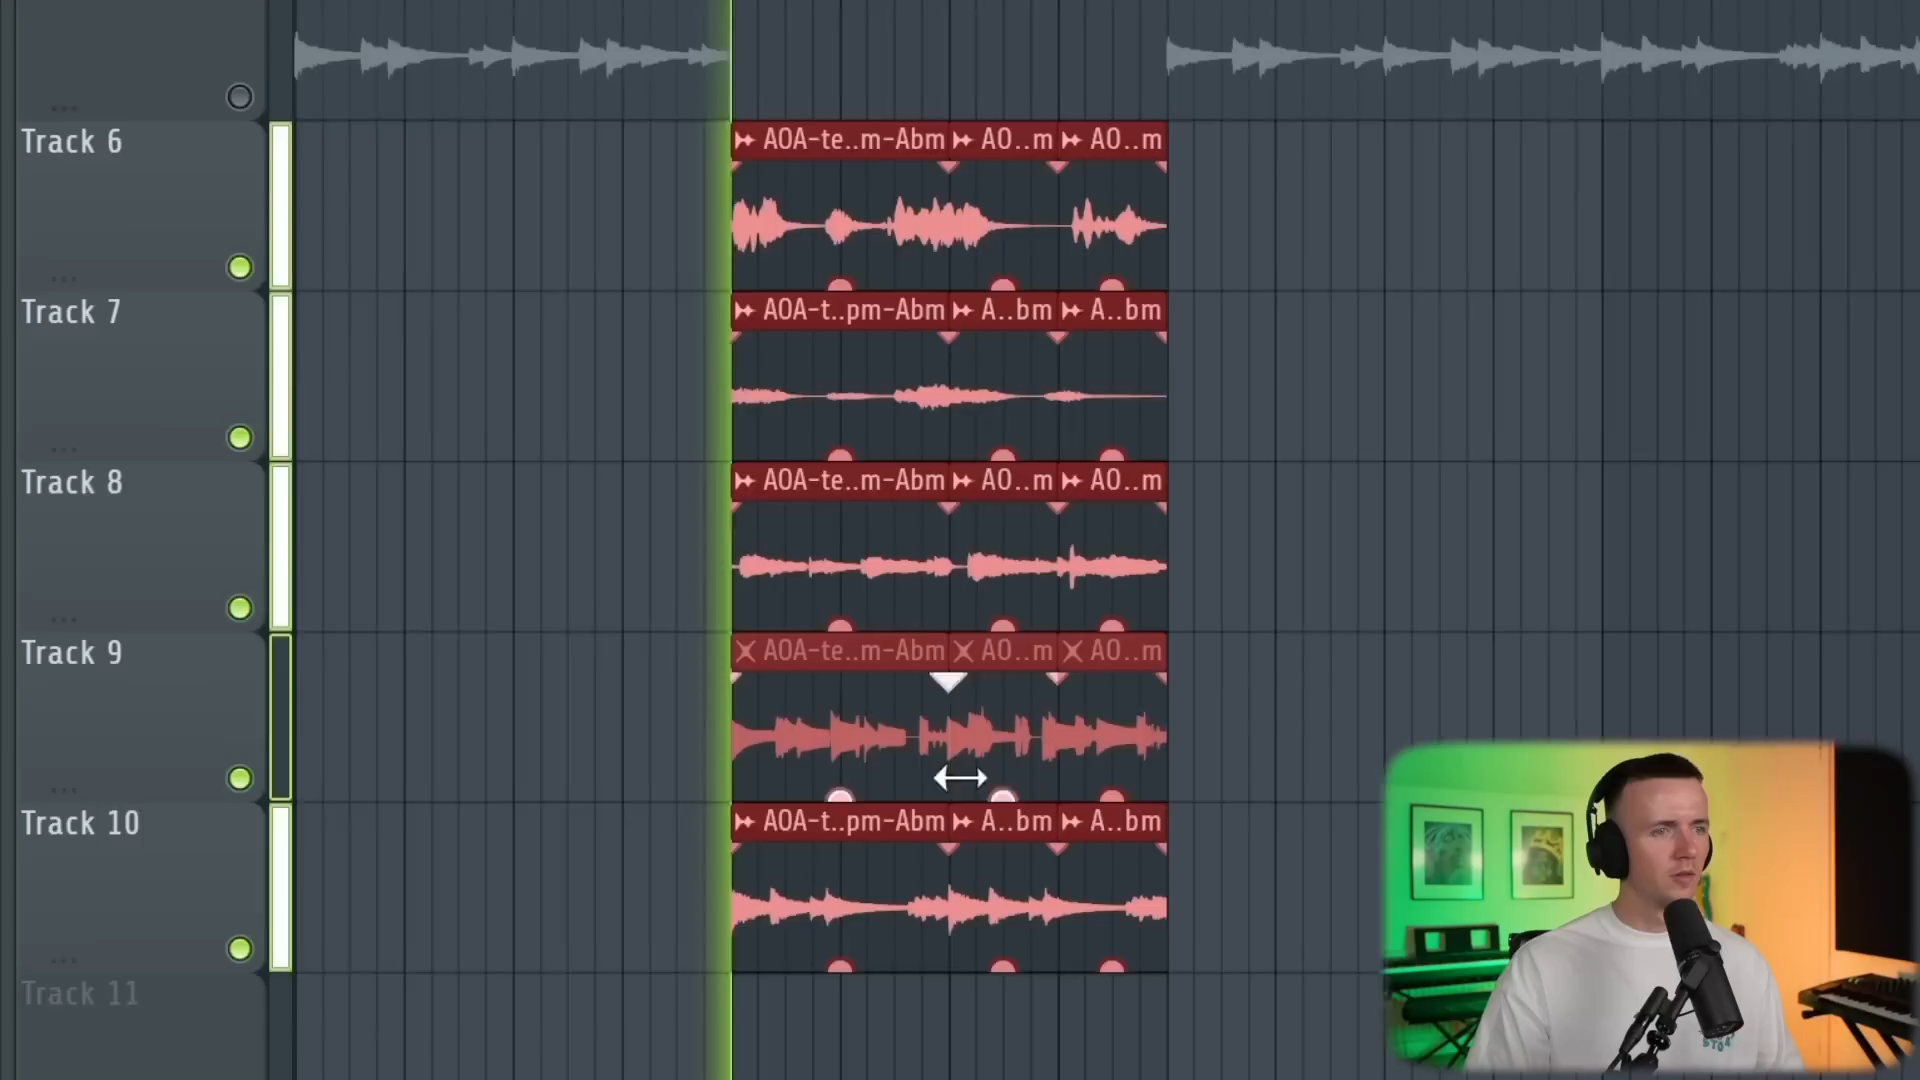 Track 6
AOA-te..m-Abm AO..m AO..m
Track 7
AOA-t..pm-Abm A..bm A..bm
Track 8
AOA-te..m-Abm AO..m AO..m
Track 9
AOA-te..m-Abm AO..m AO..m
Track 10
AOA-t..pm-Abm A..bm A..bm
Track 11